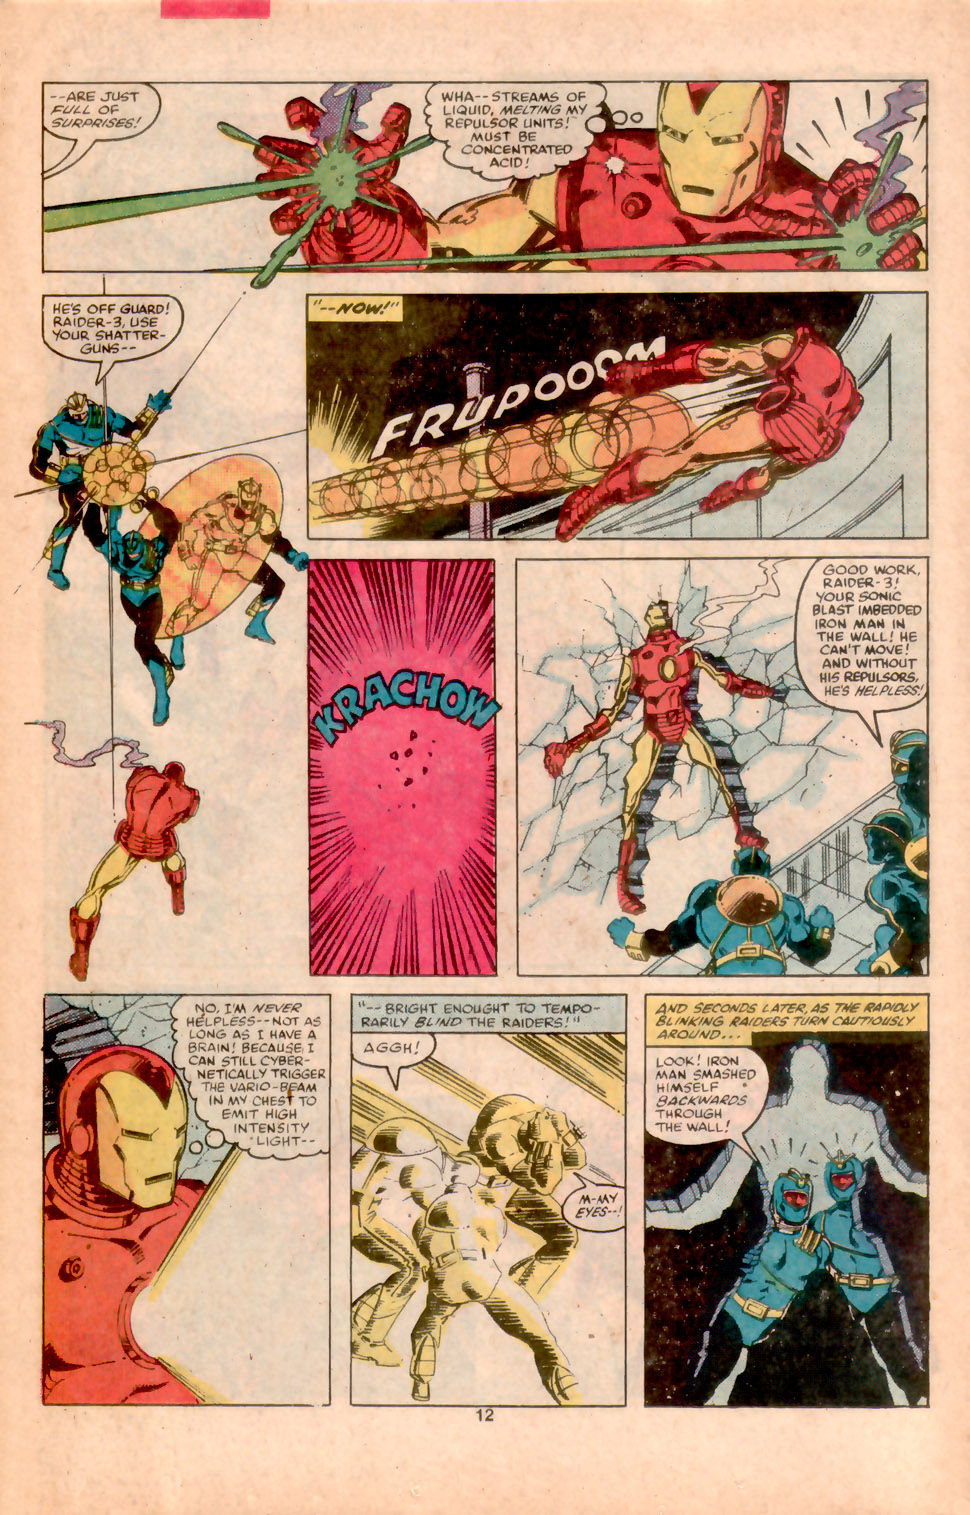 --ARE JUST
FULL OF
SURPRISES!
WHA--STREAMS OF
LIQUID, MELTING MY
REPULSOR UNITS!
MUST BE
CONCENTRATED
ACID!
HE'S OFF GUARD!
RAIDER-3, USE
YOUR SHATTER-
GUNS--
"--NOW!"
FRUPOOOM
KRACHOW
GOOD WORK,
RAIDER-3!
YOUR SONIC
BLAST IMBEDDED
IRON MAN IN
THE WALL! HE
CAN'T MOVE!
AND WITHOUT
HIS REPULSORS,
HE'S HELPLESS!
NO, I'M NEVER
HELPLESS--NOT AS
LONG AS I HAVE A
BRAIN! BECAUSE I
CAN STILL CYBER-
NETICALLY TRIGGER
THE VARIO-BEAM
IN MY CHEST TO
EMIT HIGH
INTENSITY
LIGHT--
"--BRIGHT ENOUGHT TO TEMPO-
RARILY BLIND THE RAIDERS!"
AGGH!
M-MY
EYES--!
AND SECONDS LATER, AS THE RAPIDLY
BLINKING RAIDERS TURN CAUTIOUSLY
AROUND...
LOOK! IRON
MAN SMASHED
HIMSELF
BACKWARDS
THROUGH
THE WALL!
12